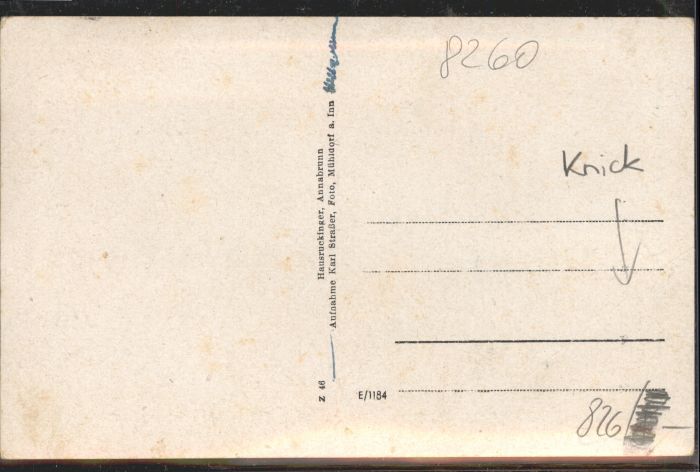 8260
Knick
Hausruckinger, Annabrunn
Aufnahme Karl Straßer, Foto, Mühldorf a. Inn
Z 46
E/1184
826/